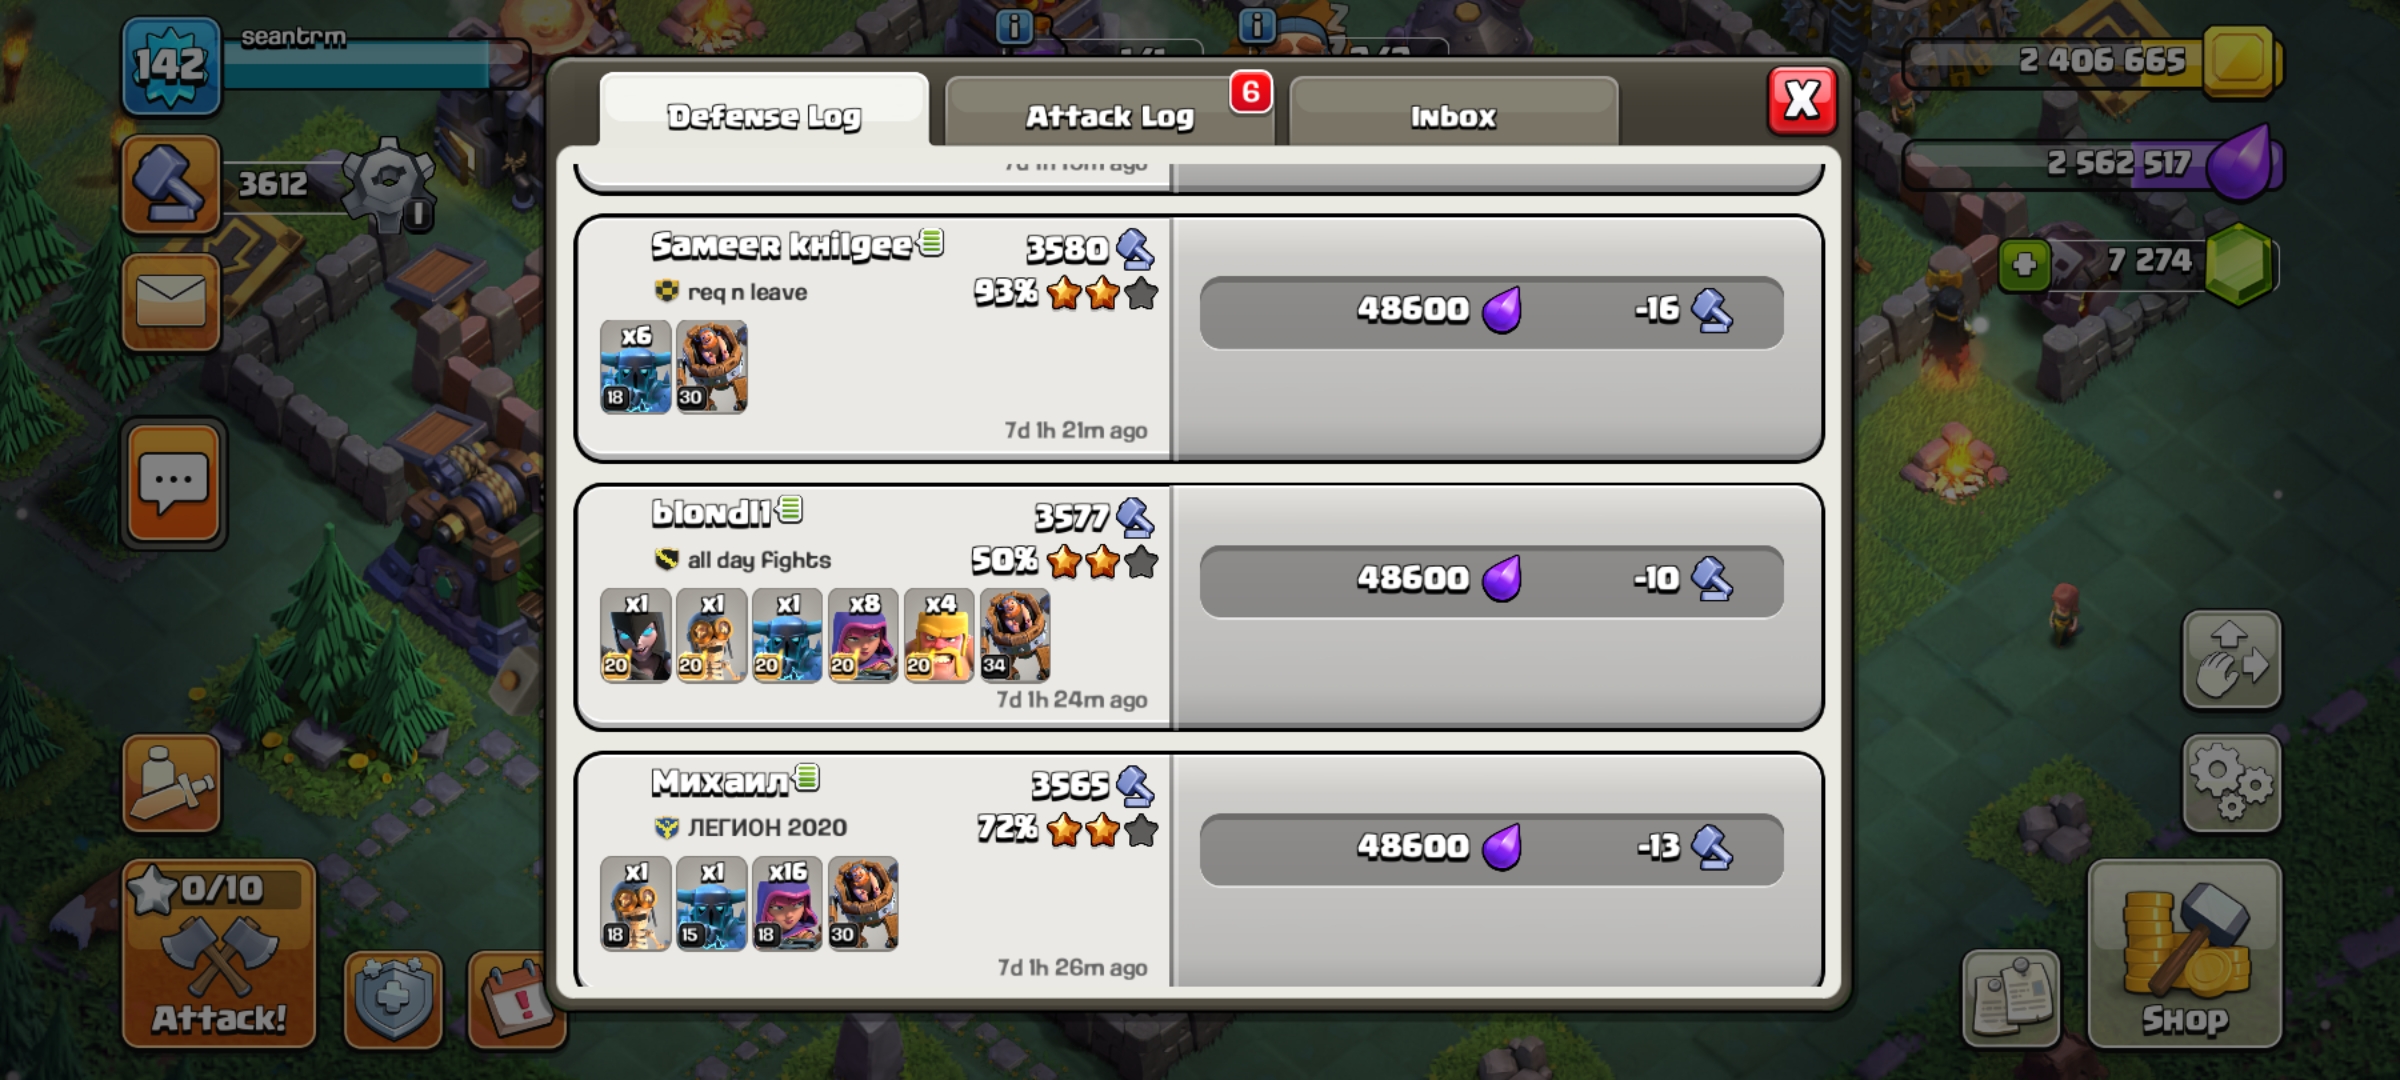 142
seantrm
2 406 665
3612
2 562 517
7 274
Defense Log
Attack Log
6
Inbox
X
Sameer khilgee
3580
req n leave
93%
48600
-16
x6
18
30
7d 1h 21m ago
blondi1
3577
all day fights
50%
48600
-10
x1
x1
x1
x8
x4
20
20
20
20
20
34
7d 1h 24m ago
Михаил
3565
ЛЕГИОН 2020
72%
48600
-13
x1
x1
x16
18
15
18
30
7d 1h 26m ago
0/10
Attack!
Shop